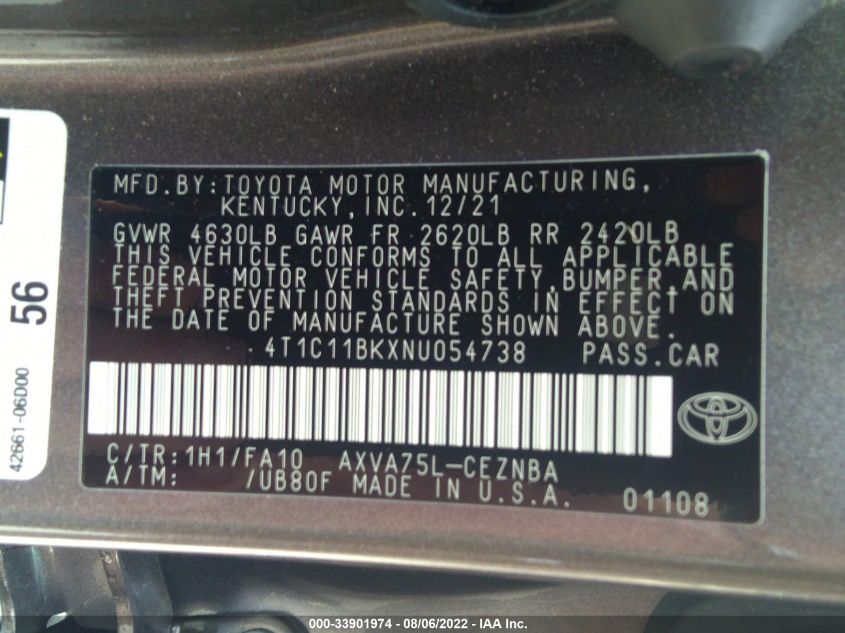 MFD.BY:TOYOTA MOTOR MANUFACTURING,
KENTUCKY,INC.12/21
GVWR 4630LB GAWR FR 2620LB RR 2420LB
THIS VEHICLE CONFORMS TO ALL APPLICABLE
FEDERAL MOTOR VEHICLE SAFETY,BUMPER,AND
THEFT PREVENTION STANDARDS IN EFFECT ON
THE DATE OF MANUFACTURE SHOWN ABOVE.
4T1C11BKXNU054738 PASS.CAR
C/TR:1H1/FA10 AXVA75L-CEZNBA
A/TM: /UB80F MADE IN U.S.A. 01108
56
42661-06D00
000-33901974 - 08/06/2022 - IAA Inc.